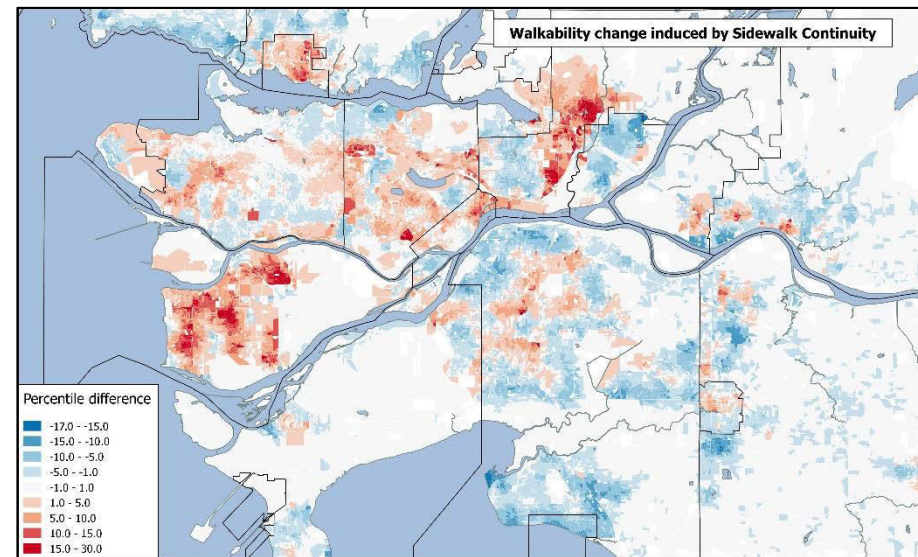 Walkability change induced by Sidewalk Continuity
Percentile difference
-17.0 - -15.0
-15.0 - -10.0
-10.0 - -5.0
-5.0 - -1.0
-1.0 - 1.0
1.0 - 5.0
5.0 - 10.0
10.0 - 15.0
15.0 - 30.0